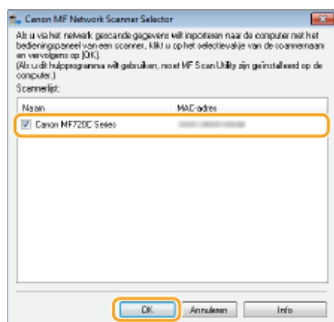 Canon MF Network Scanner Selector
Als u via het netwerk gescande gegevens wilt importeren naar de computer met het
bedieningspaneel van een scanner, klikt u op het selectievakje van de scannernaam
en vervolgens op [OK].
(Als u dit hulpprogramma wilt gebruiken, moet MF Scan Utility zijn geïnstalleerd op de
computer.)
Scannerlijst:
Naam MAC-adres
Canon MF720C Series
OK Annuleren Info